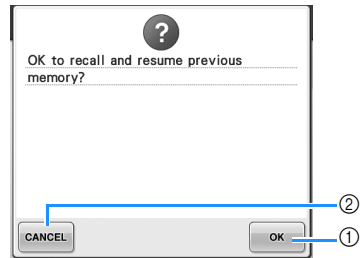 ?
OK to recall and resume previous
memory?
②
CANCEL
OK
①